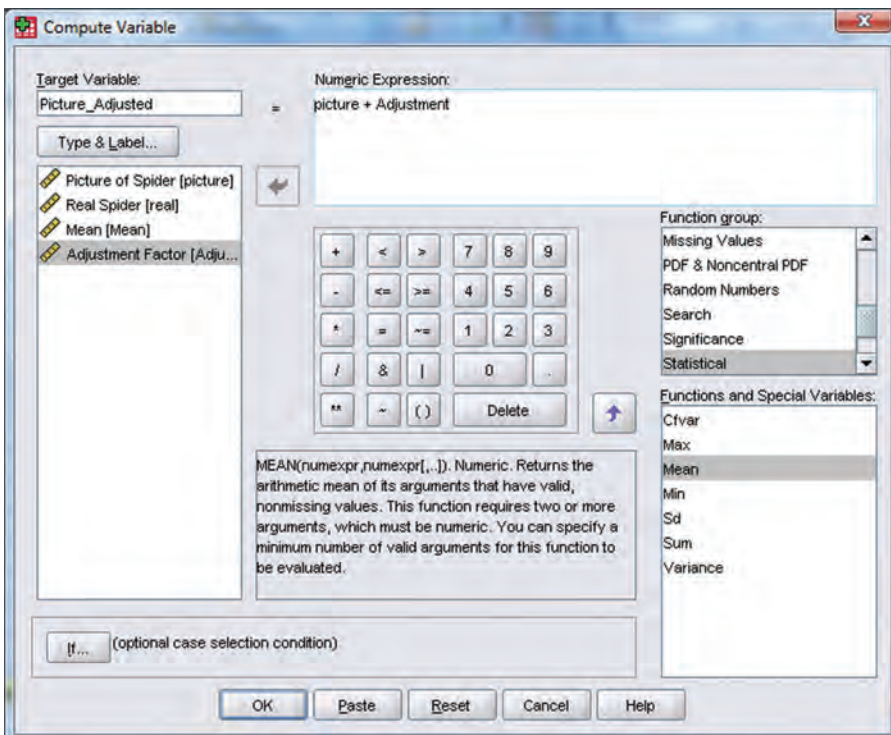 Compute Variable
x
Target Variable:
Picture_Adjusted
=
Numeric Expression:
picture + Adjustment
Type & Label...
Picture of Spider [picture]
Real Spider [real]
Mean [Mean]
Adjustment Factor [Adju...
+ < > 7 8 9
- <= >= 4 5 6
* = ~= 1 2 3
/ & | 0 .
** ~ ( ) Delete
Function group:
Missing Values
PDF & Noncentral PDF
Random Numbers
Search
Significance
Statistical
Functions and Special Variables:
Cfvar
Max
Mean
Min
Sd
Sum
Variance
MEAN(numexpr,numexpr[,..]). Numeric. Returns the
arithmetic mean of its arguments that have valid,
nonmissing values. This function requires two or more
arguments, which must be numeric. You can specify a
minimum number of valid arguments for this function to
be evaluated.
If... (optional case selection condition)
OK Paste Reset Cancel Help